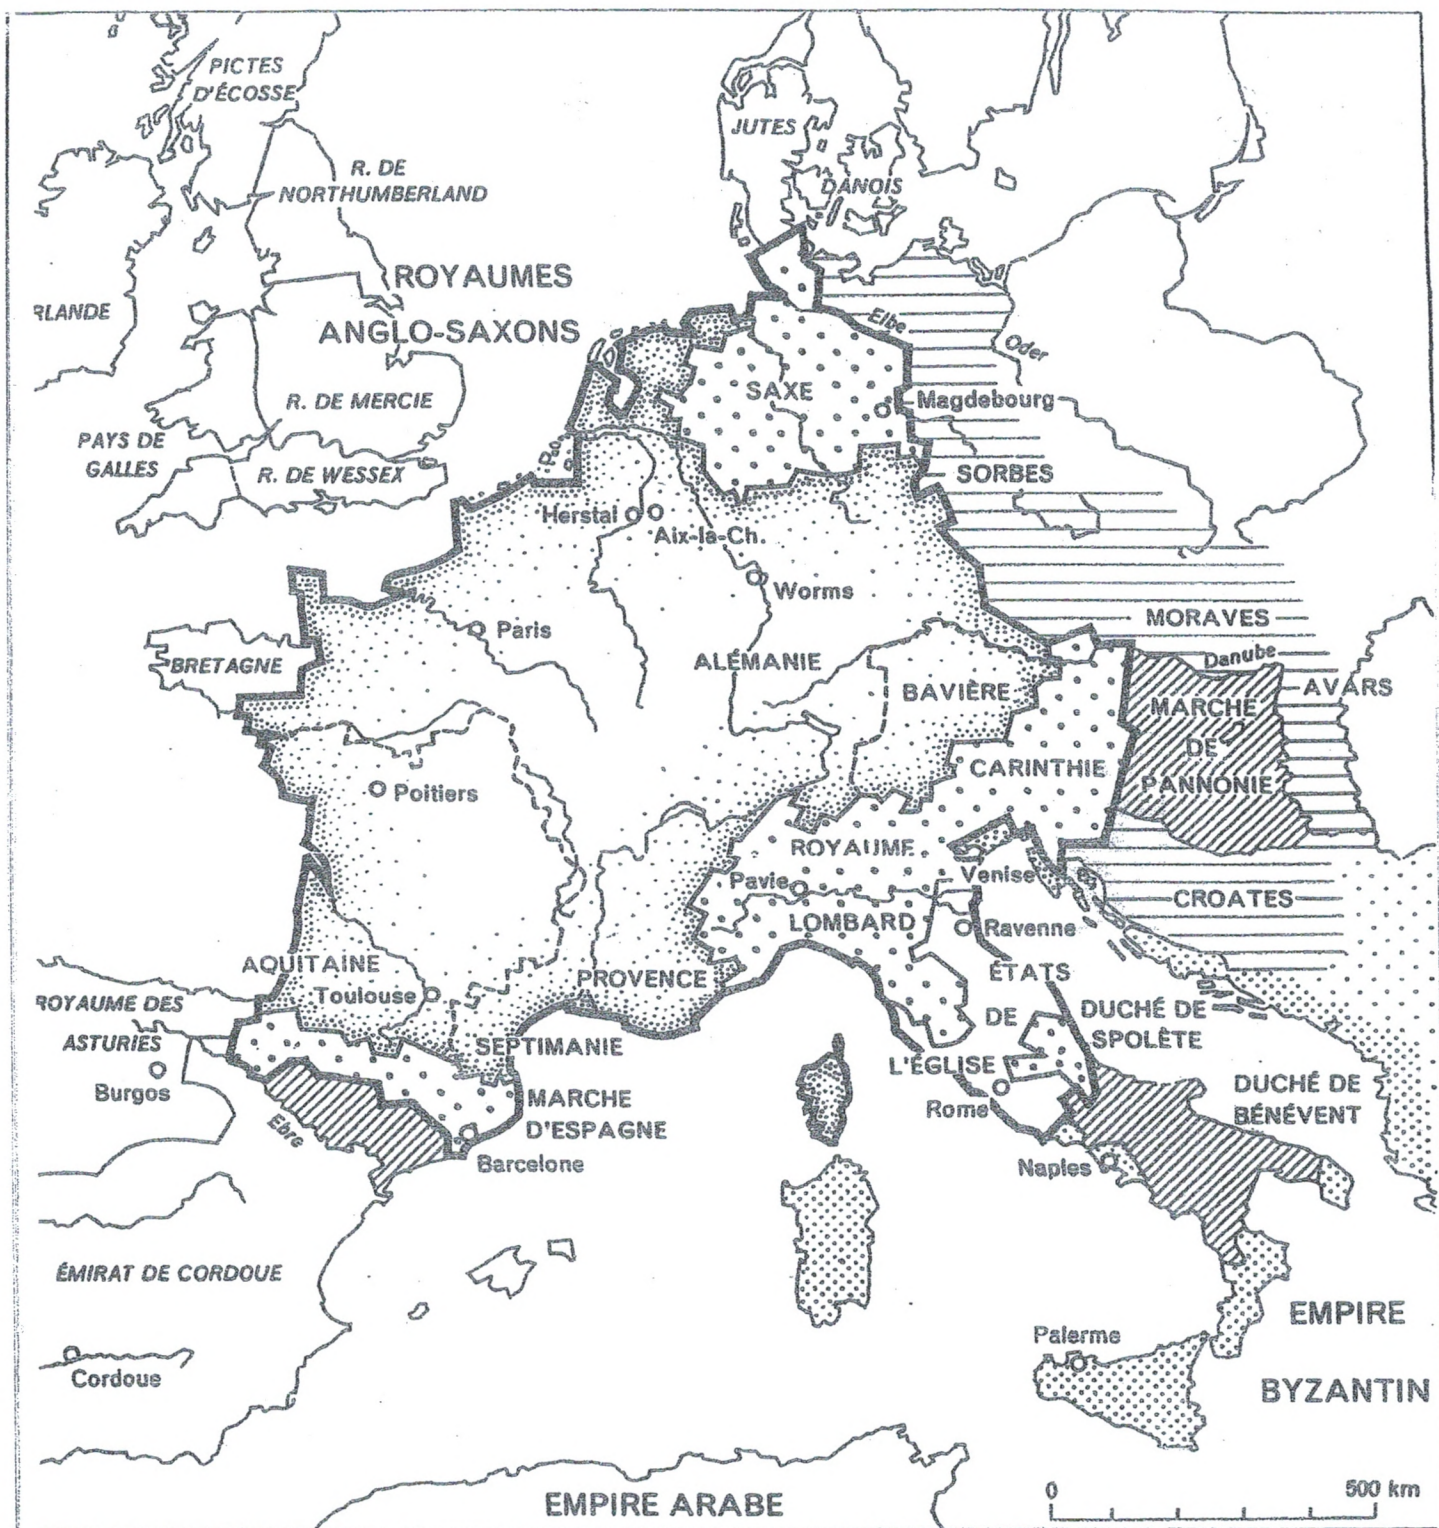 PICTES
D'ÉCOSSE
JUTES
R. DE
NORTHUMBERLAND
DANOIS
ROYAUMES
ANGLO-SAXONS
RLANDE
Elbe
Oder
SAXE
R. DE MERCIE
Magdebourg
PAYS DE
GALLES
R. DE WESSEX
SORBES
Herstal
Aix-la-Ch.
Worms
MORAVES
Paris
BRETAGNE
ALÉMANIE
Danube
BAVIÈRE
AVARS
MARCHE
DE
PANNONIE
CARINTHIE
Poitiers
ROYAUME
Pavie
Venise
CROATES
LOMBARD
Ravenne
AQUITAINE
PROVENCE
ÉTATS
Toulouse
ROYAUME DES
ASTURIES
DE
DUCHÉ DE
SPOLÈTE
SEPTIMANIE
L'ÉGLISE
Burgos
MARCHE
D'ESPAGNE
Rome
DUCHÉ DE
BÉNÉVENT
Ebre
Barcelone
Naples
ÉMIRAT DE CORDOUE
EMPIRE
BYZANTIN
Palerme
Cordoue
EMPIRE ARABE
0 500 km